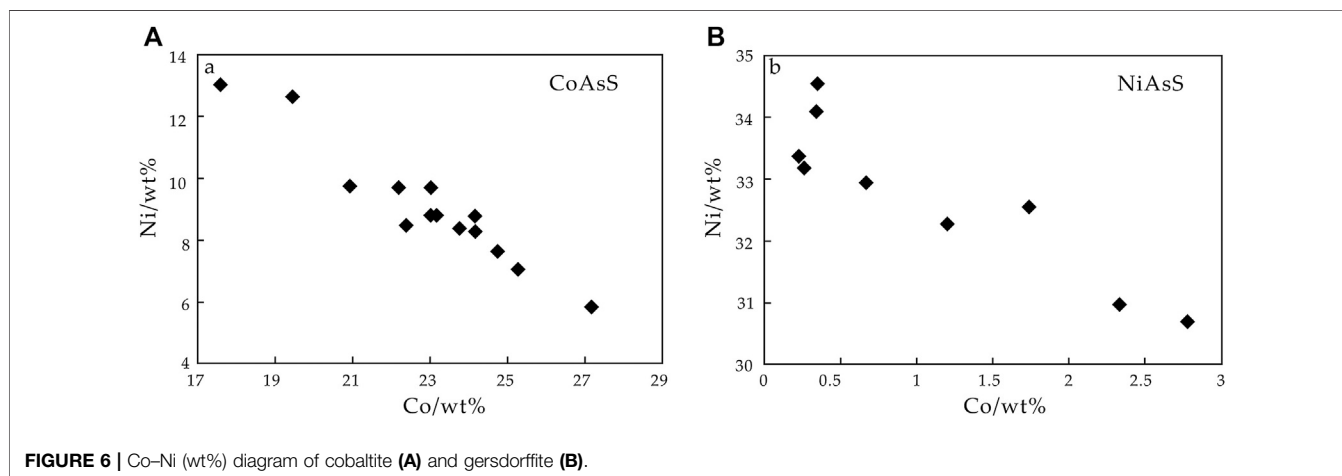 A
B
a
CoAsS
14
12
10
8
6
4
Ni/wt%
17
19
21
23
25
27
29
Co/wt%
b
NiAsS
35
34
33
32
31
30
Ni/wt%
0
0.5
1
1.5
2
2.5
3
Co/wt%
FIGURE 6 | Co–Ni (wt%) diagram of cobaltite (A) and gersdorffite (B).